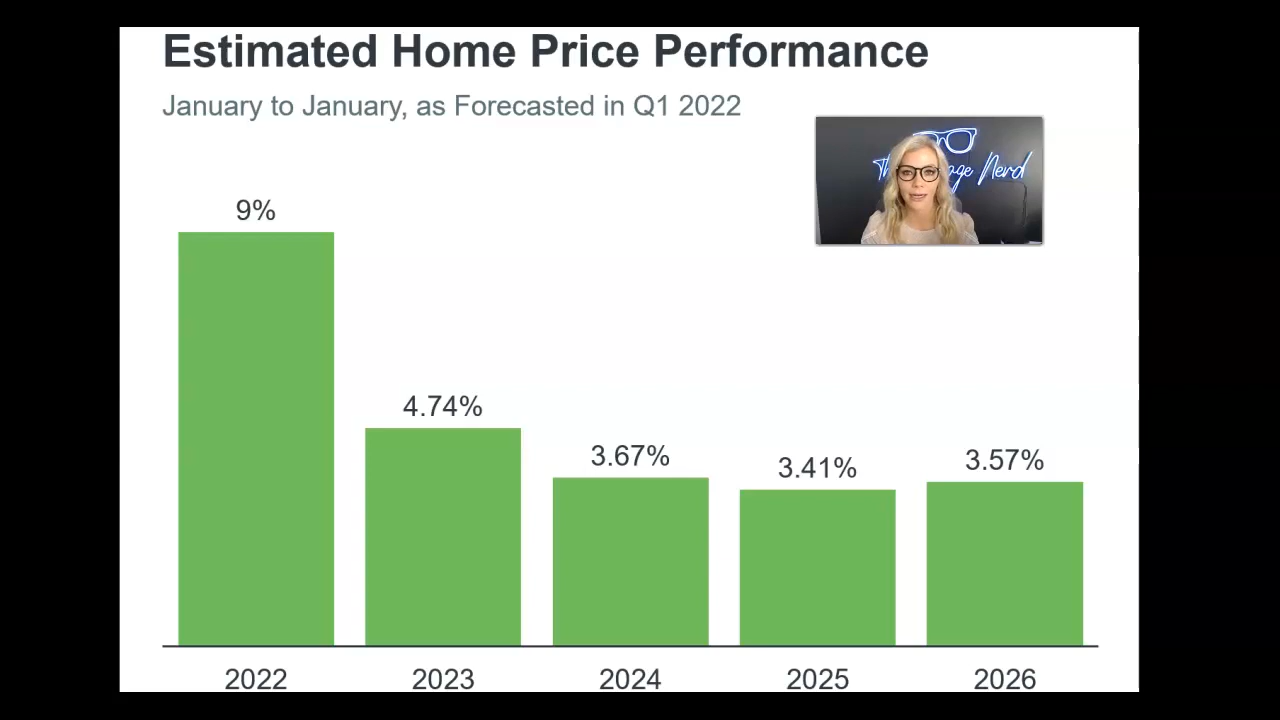 Estimated Home Price Performance
January to January, as Forecasted in Q1 2022
Nerd
9%
4.74%
3.67%
3.41%
3.57%
2022 2023 2024 2025 2026